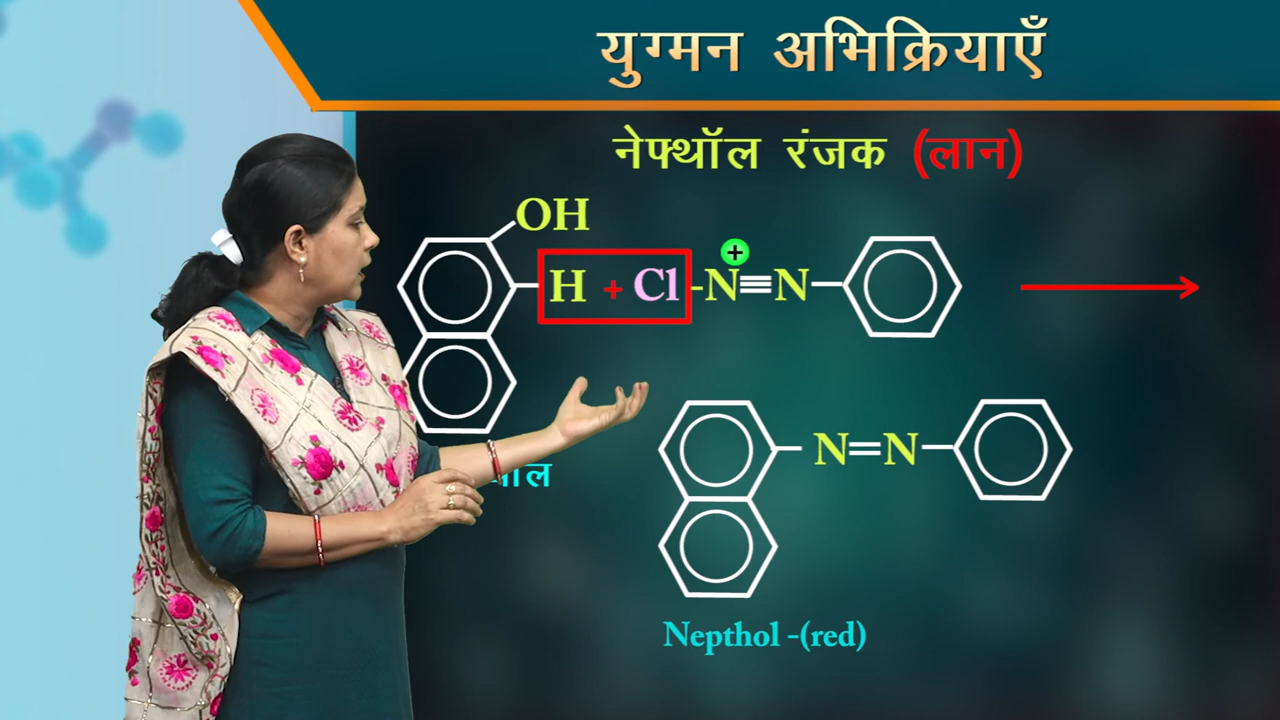 युग्मन अभिक्रियाएँ
नेफ्थॉल रंजक (लान)
OH
H + Cl-N≡N
+
N=N
Nepthol -(red)